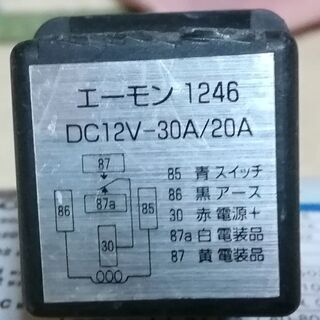 エーモン 1246
DC12V-30A/20A
87
87a
86
85
30
85 青 スイッチ
86 黒 アース
30 赤 電源+
87a 白 電装品
87 黄 電装品